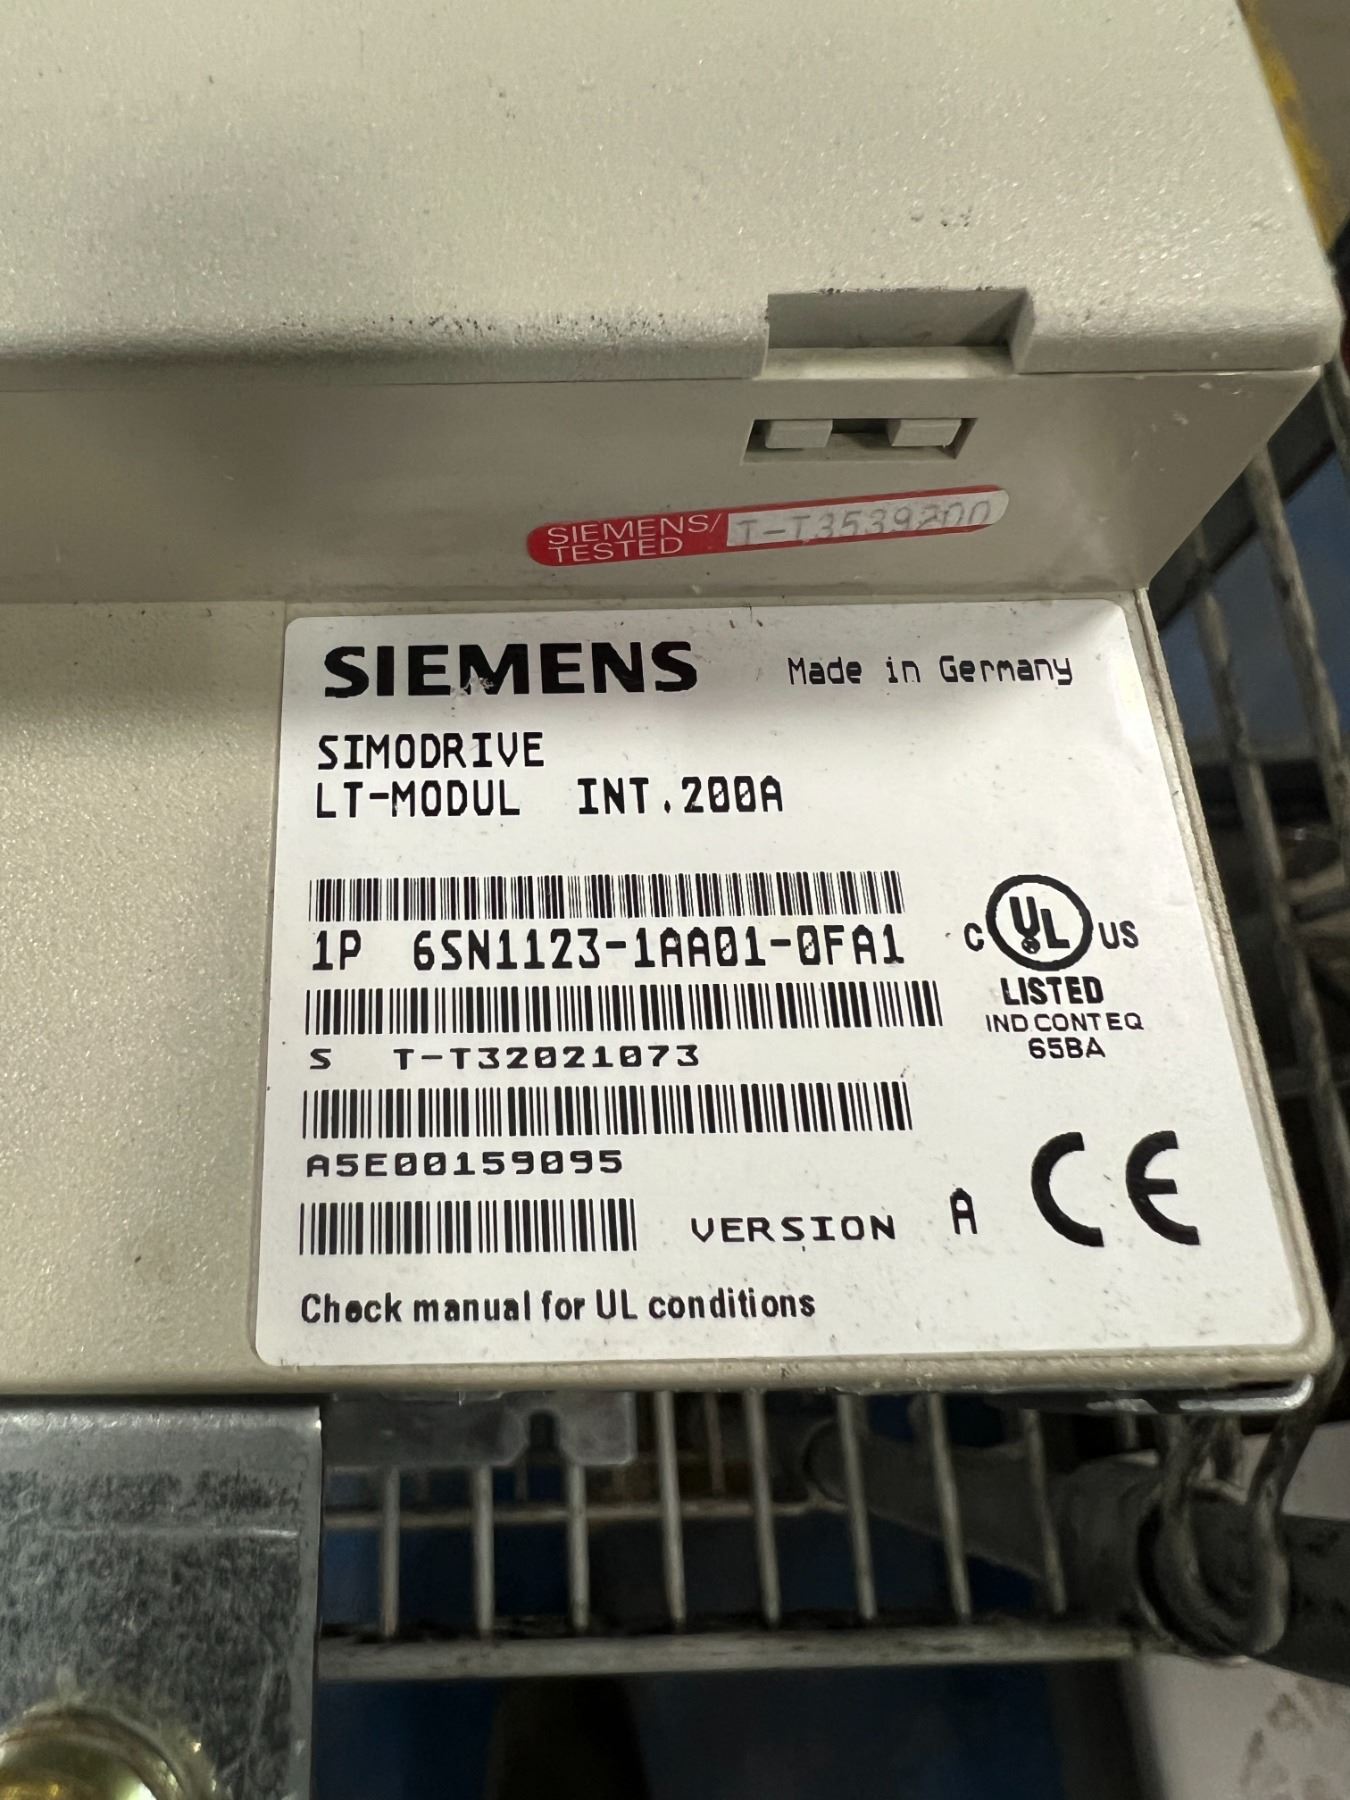 SIEMENS/
TESTED T-T3539200
SIEMENS Made in Germany
SIMODRIVE
LT-MODUL INT.200A
1P 6SN1123-1AA01-0FA1
C UL US
LISTED
IND.CONT.EQ
65BA
S T-T32021073
A5E00159095
VERSION A CE
Check manual for UL conditions